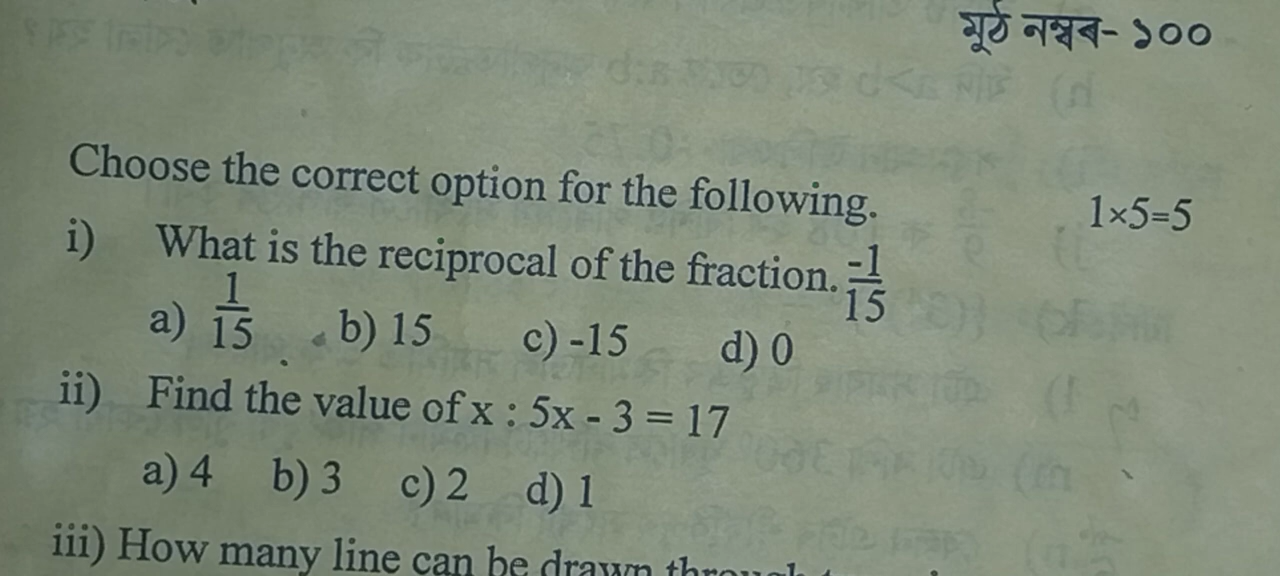 মুঠ নম্বৰ- ১০০
Choose the correct option for the following. 1×5=5
i) What is the reciprocal of the fraction. -1/15
a) 1/15 b) 15 c) -15 d) 0
ii) Find the value of x : 5x - 3 = 17
a) 4 b) 3 c) 2 d) 1
iii) How many line can be drawn through